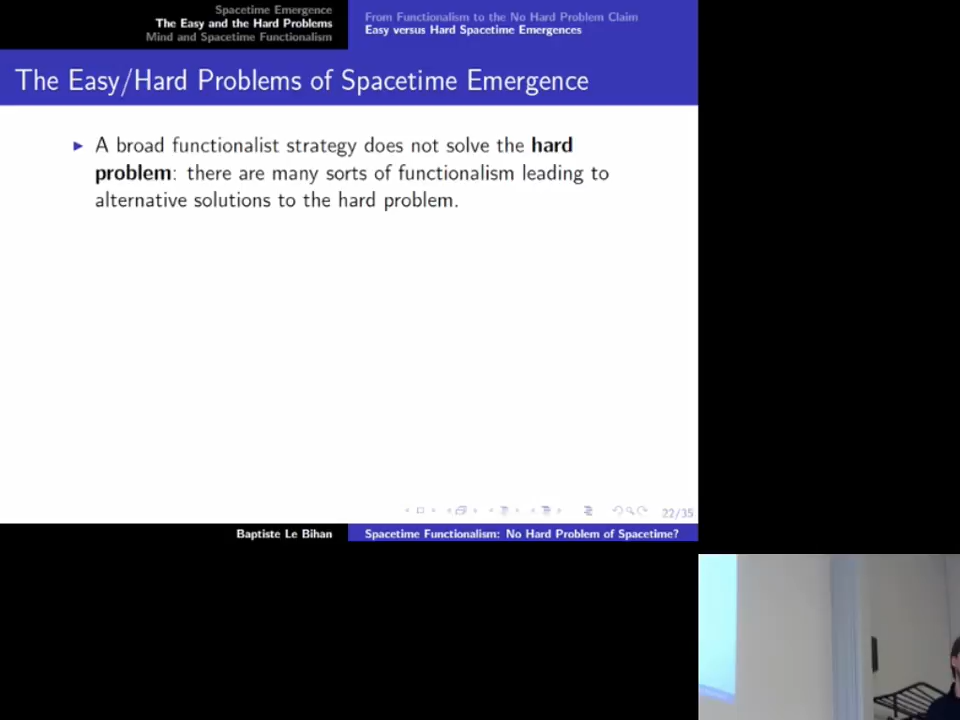 Spacetime Emergence
The Easy and the Hard Problems
Mind and Spacetime Functionalism
From Functionalism to the No Hard Problem Claim
Easy versus Hard Spacetime Emergences
The Easy/Hard Problems of Spacetime Emergence
A broad functionalist strategy does not solve the hard
problem: there are many sorts of functionalism leading to
alternative solutions to the hard problem.
22/35
Baptiste Le Bihan
Spacetime Functionalism: No Hard Problem of Spacetime?